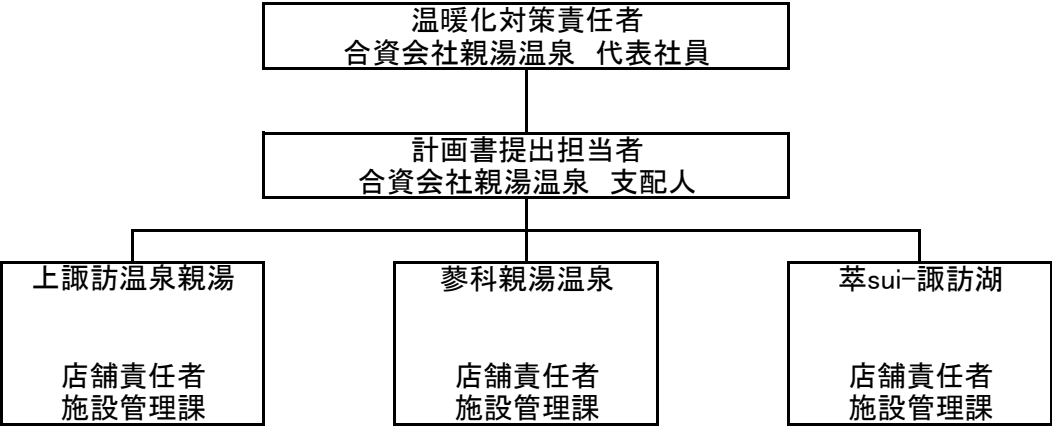 温暖化対策責任者
合資会社親湯温泉　代表社員
計画書提出担当者
合資会社親湯温泉　支配人
上諏訪温泉親湯
店舗責任者
施設管理課
蓼科親湯温泉
店舗責任者
施設管理課
萃sui-諏訪湖
店舗責任者
施設管理課